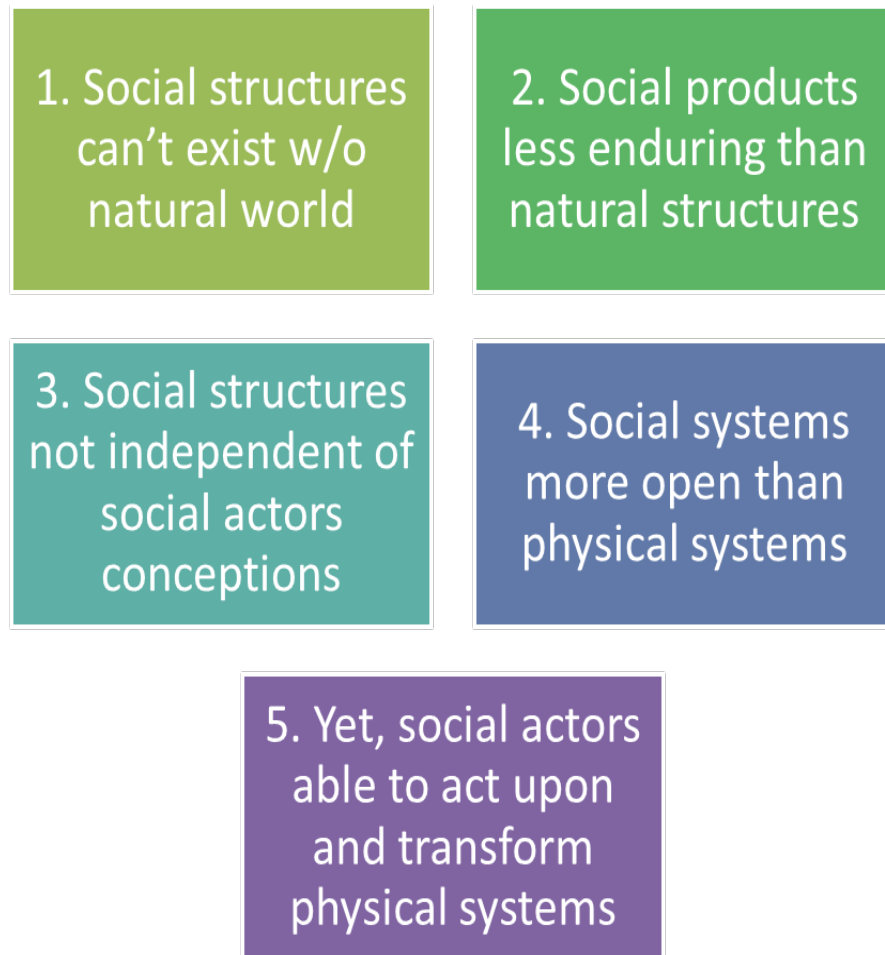 1. Social structures
can’t exist w/o
natural world
2. Social products
less enduring than
natural structures
3. Social structures
not independent of
social actors
conceptions
4. Social systems
more open than
physical systems
5. Yet, social actors
able to act upon
and transform
physical systems